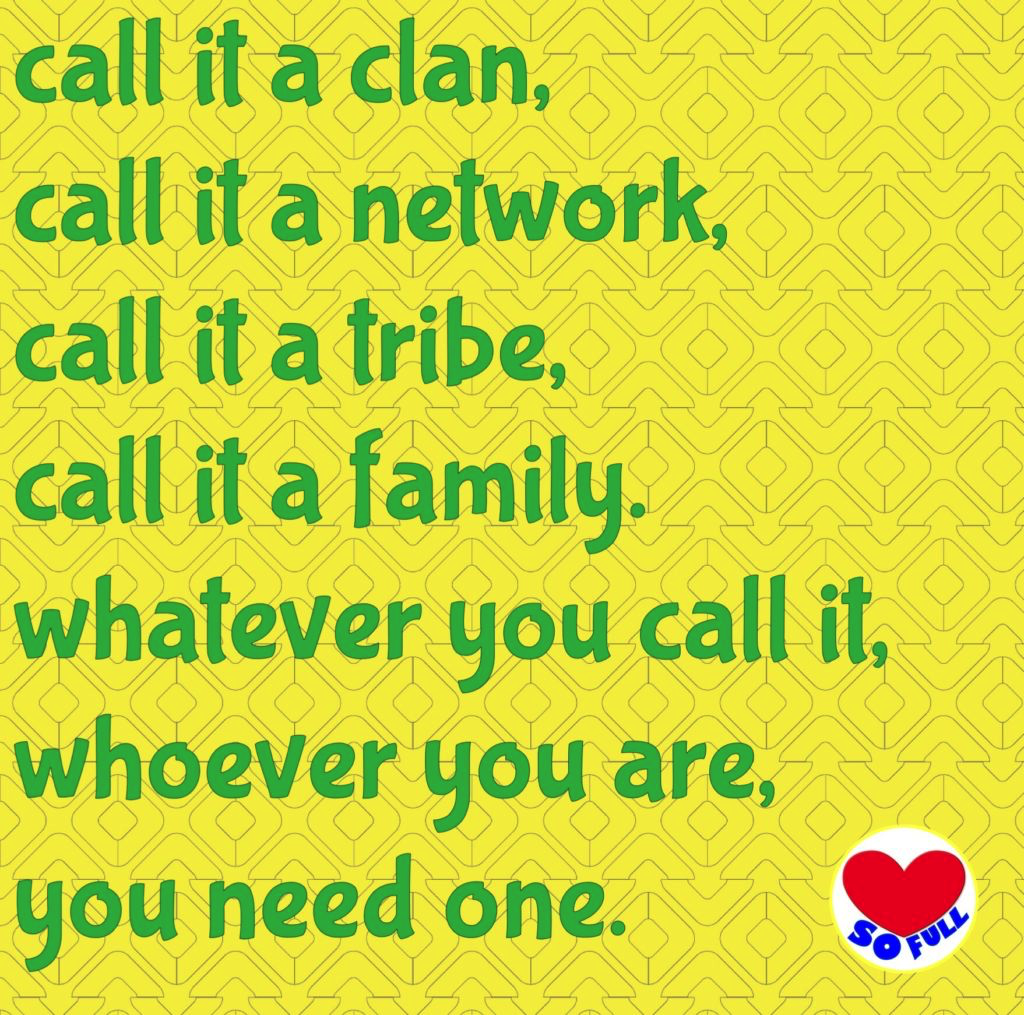 call it a clan,
call it a network,
call it a tribe,
call it a family.
whatever you call it,
whoever you are,
you need one.
SO FULL